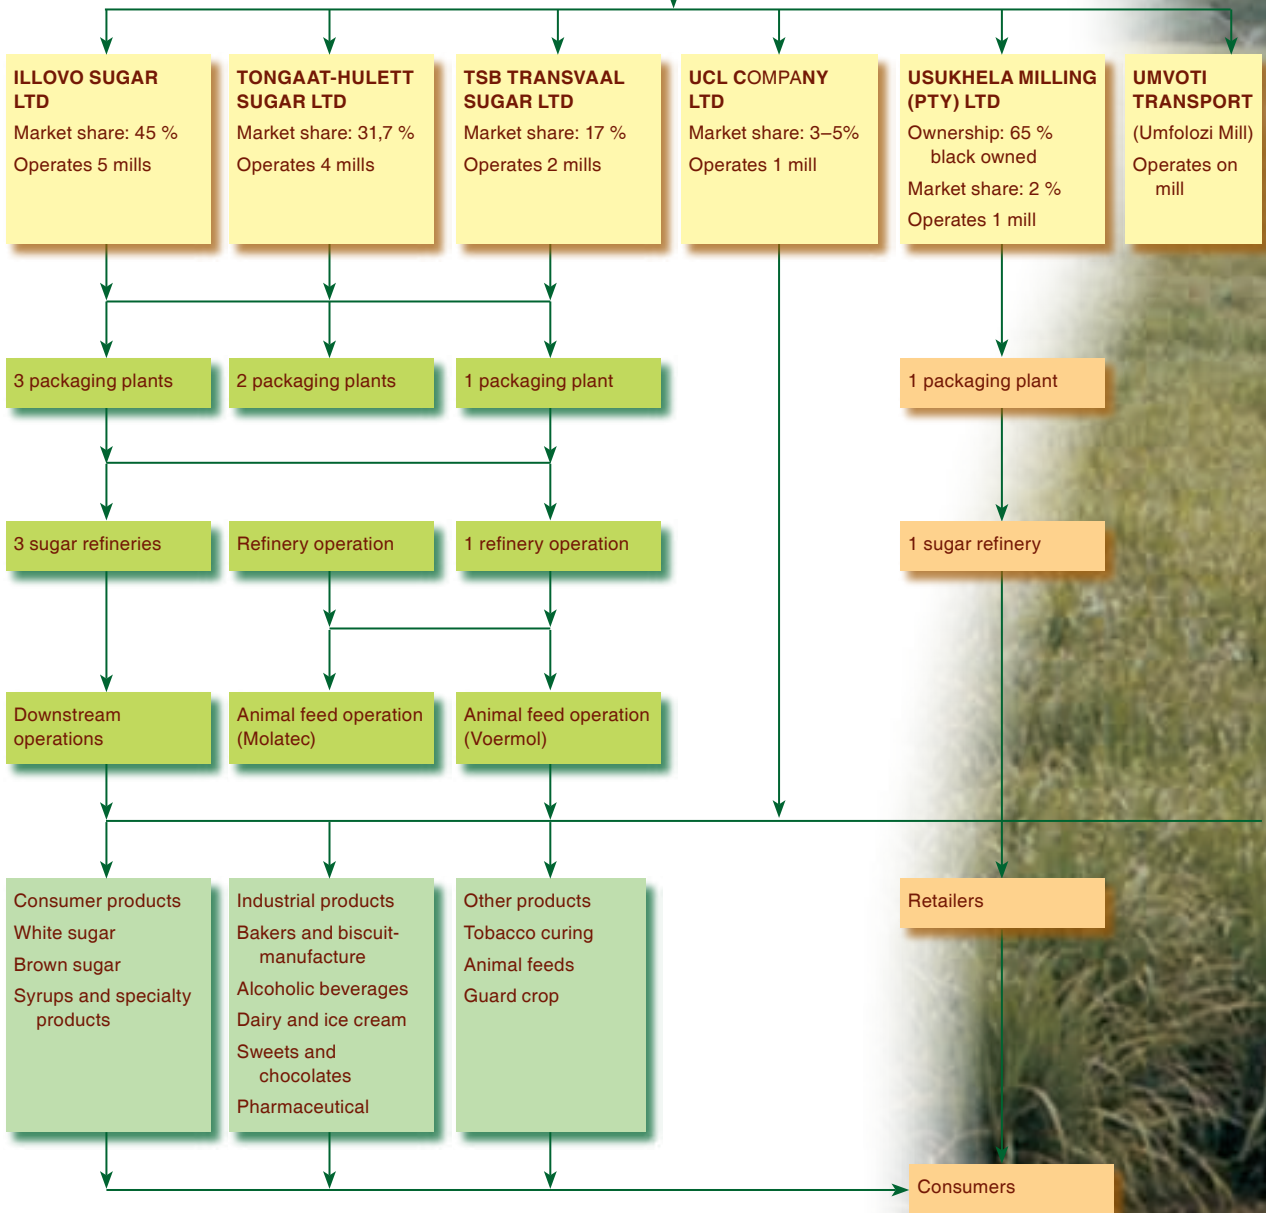 ILLOVO SUGAR
LTD
Market share: 45 %
Operates 5 mills
TONGAAT-HULETT
SUGAR LTD
Market share: 31,7 %
Operates 4 mills
TSB TRANSVAAL
SUGAR LTD
Market share: 17 %
Operates 2 mills
UCL COMPANY
LTD
Market share: 3–5%
Operates 1 mill
USUKHELA MILLING
(PTY) LTD
Ownership: 65 %
black owned
Market share: 2 %
Operates 1 mill
UMVOTI
TRANSPORT
(Umfolozi Mill)
Operates on
mill
3 packaging plants
2 packaging plants
1 packaging plant
1 packaging plant
3 sugar refineries
Refinery operation
1 refinery operation
1 sugar refinery
Downstream
operations
Animal feed operation
(Molatec)
Animal feed operation
(Voermol)
Consumer products
White sugar
Brown sugar
Syrups and specialty
products
Industrial products
Bakers and biscuit-
manufacture
Alcoholic beverages
Dairy and ice cream
Sweets and
chocolates
Pharmaceutical
Other products
Tobacco curing
Animal feeds
Guard crop
Retailers
Consumers